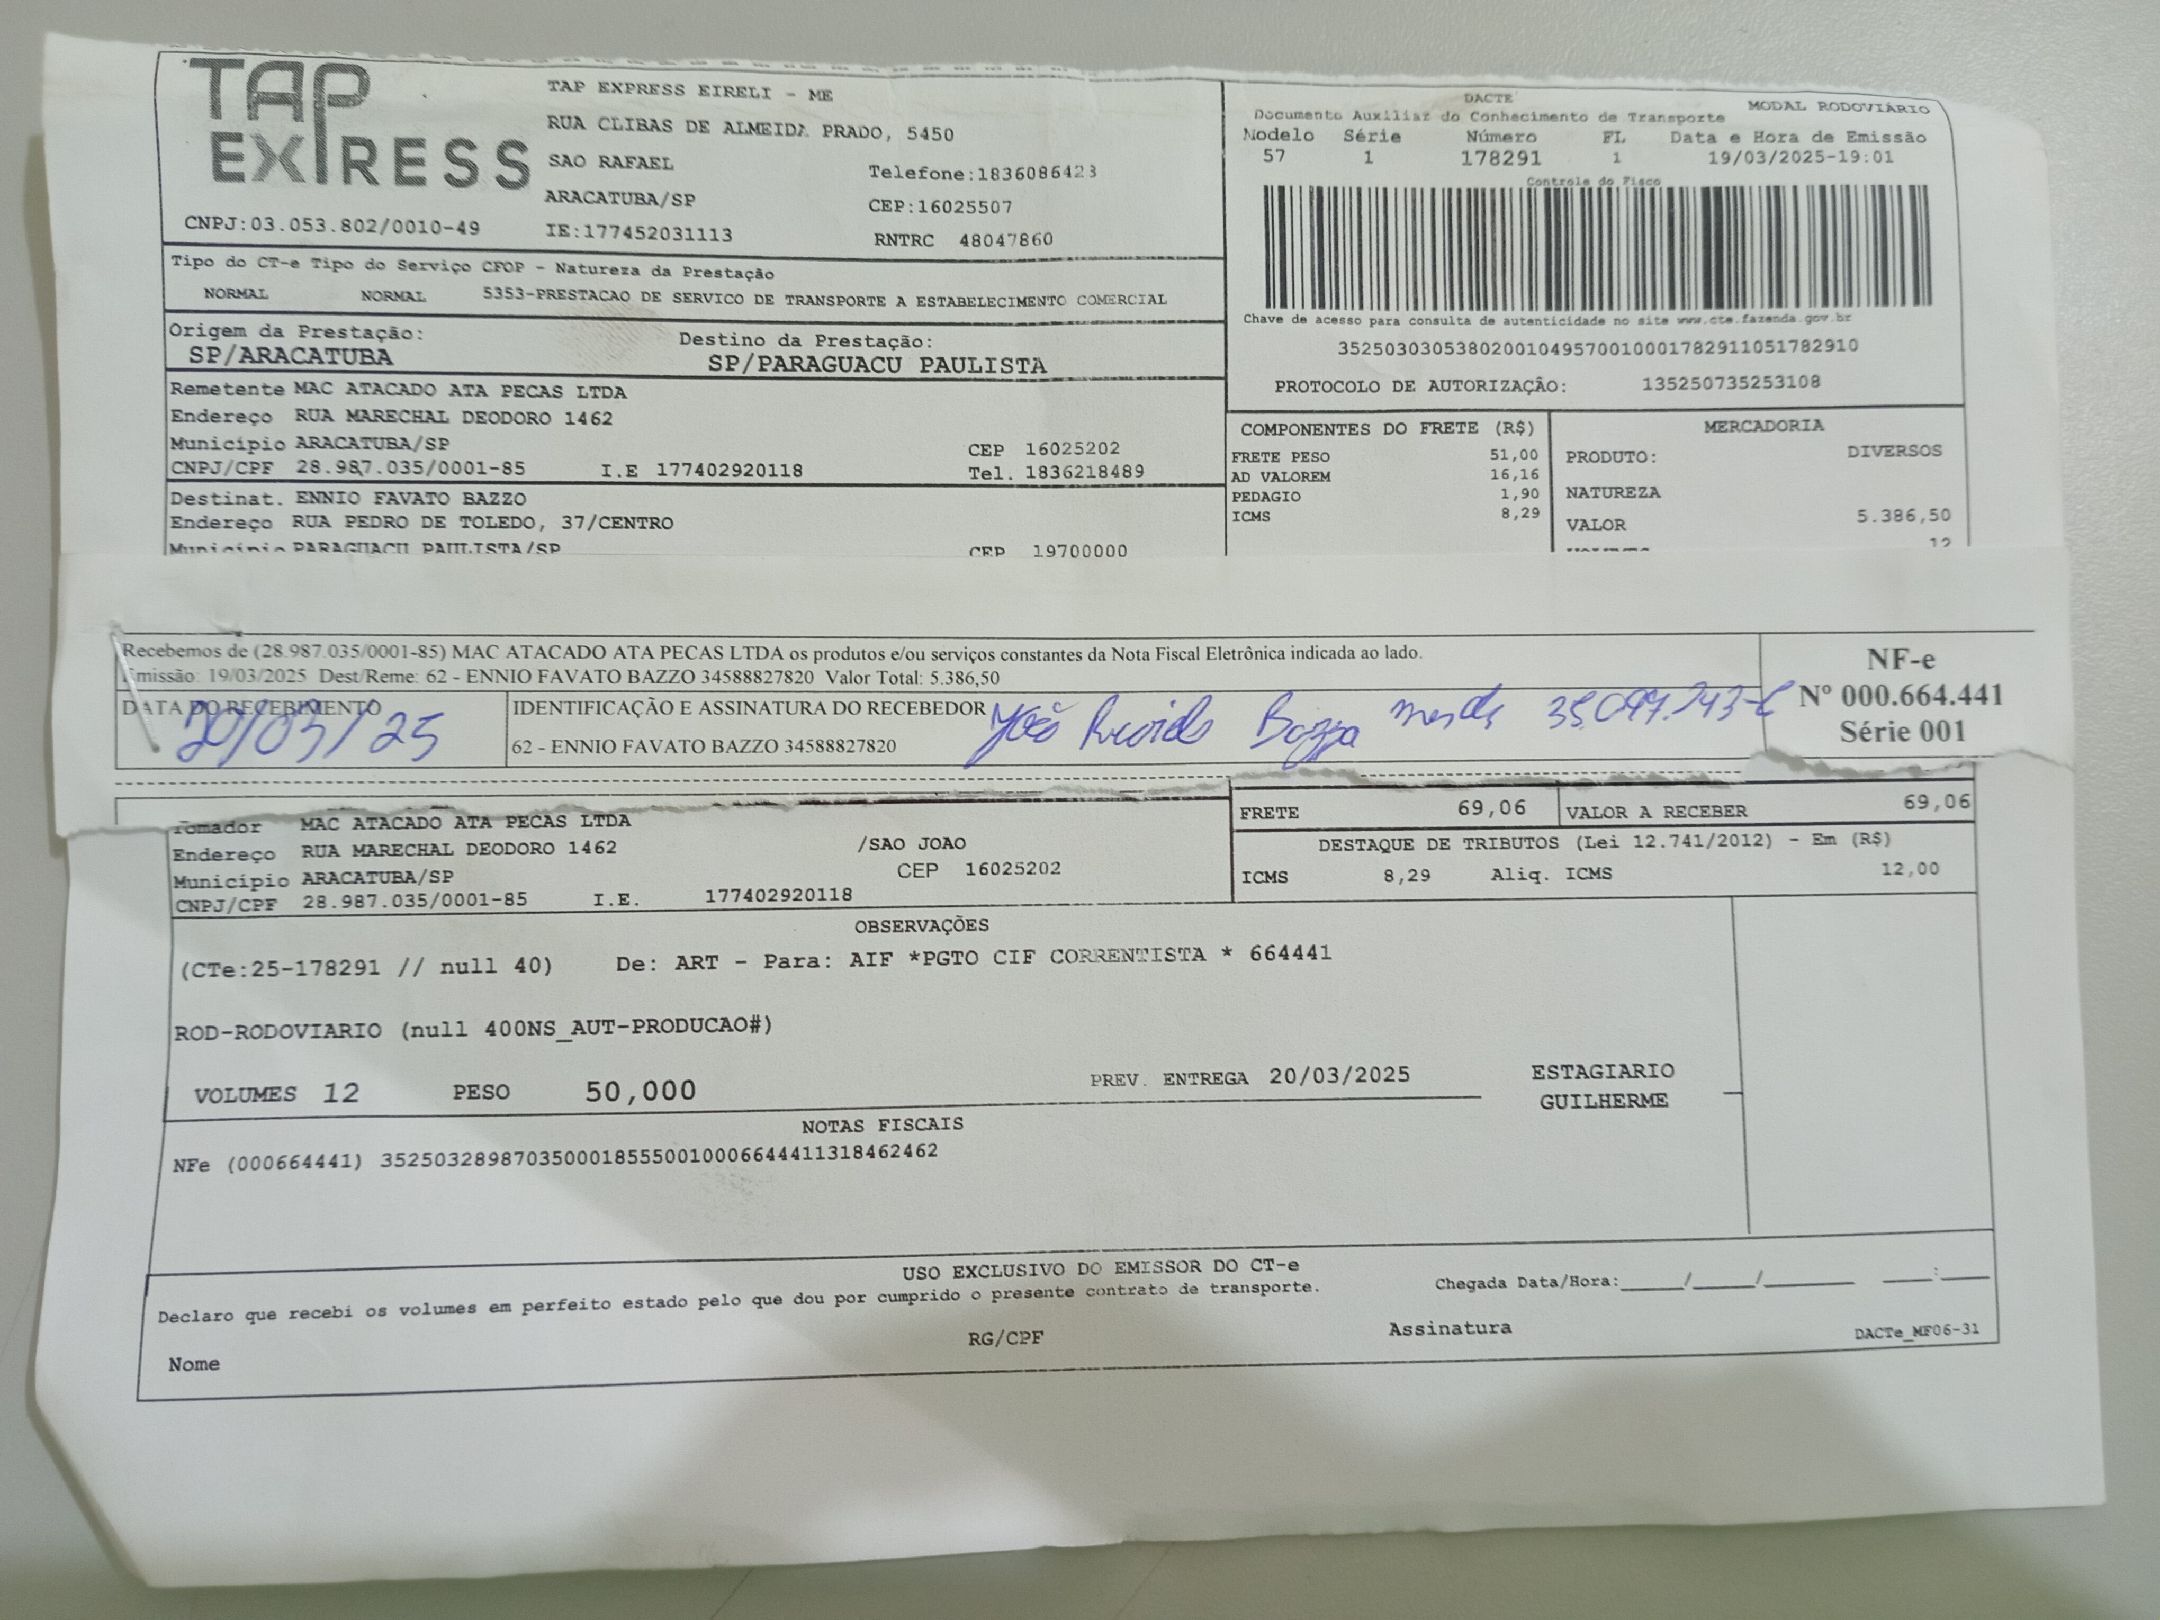 TAP EXPRESS
TAP EXPRESS EIRELI - ME
RUA CLIBAS DE ALMEIDA PRADO, 5450
SAO RAFAEL Telefone:1836086423
ARACATUBA/SP CEP:16025507
CNPJ:03.053.802/0010-49 IE:177452031113 RNTRC 48047860
DACTE MODAL RODOVIÁRIO
Documento Auxiliar do Conhecimento de Transporte
Modelo Série Número FL Data e Hora de Emissão
57 1 178291 1 19/03/2025-19:01
Controle do Fisco
Chave de acesso para consulta de autenticidade no site www.cte.fazenda.gov.br
35250303053802001049570010001782911051782910
PROTOCOLO DE AUTORIZAÇÃO: 135250735253108
Tipo do CT-e Tipo do Serviço CFOP - Natureza da Prestação
NORMAL NORMAL 5353-PRESTACAO DE SERVICO DE TRANSPORTE A ESTABELECIMENTO COMERCIAL
Origem da Prestação: Destino da Prestação:
SP/ARACATUBA SP/PARAGUACU PAULISTA
Remetente MAC ATACADO ATA PECAS LTDA
Endereço RUA MARECHAL DEODORO 1462
Município ARACATUBA/SP CEP 16025202
CNPJ/CPF 28.987.035/0001-85 I.E 177402920118 Tel. 1836218489
Destinat. ENNIO FAVATO BAZZO
Endereço RUA PEDRO DE TOLEDO, 37/CENTRO
Município PARAGUACU PAULISTA/SP CEP 19700000
COMPONENTES DO FRETE (R$)
FRETE PESO 51,00
AD VALOREM 16,16
PEDAGIO 1,90
ICMS 8,29
MERCADORIA
PRODUTO: DIVERSOS
NATUREZA
VALOR 5.386,50
12
Recebemos de (28.987.035/0001-85) MAC ATACADO ATA PECAS LTDA os produtos e/ou serviços constantes da Nota Fiscal Eletrônica indicada ao lado.
Emissão: 19/03/2025 Dest/Reme: 62 - ENNIO FAVATO BAZZO 34588827820 Valor Total: 5.386,50
DATA DO RECEBIMENTO
20/03/25
IDENTIFICAÇÃO E ASSINATURA DO RECEBEDOR
62 - ENNIO FAVATO BAZZO 34588827820
João Bazzo
NF-e
Nº 000.664.441
Série 001
Tomador MAC ATACADO ATA PECAS LTDA
Endereço RUA MARECHAL DEODORO 1462 /SAO JOAO
Município ARACATUBA/SP CEP 16025202
CNPJ/CPF 28.987.035/0001-85 I.E. 177402920118
FRETE 69,06 VALOR A RECEBER 69,06
DESTAQUE DE TRIBUTOS (Lei 12.741/2012) - Em (R$)
ICMS 8,29 Aliq. ICMS 12,00
OBSERVAÇÕES
(CTe:25-178291 // null 40) De: ART - Para: AIF *PGTO CIF CORRENTISTA * 664441
ROD-RODOVIARIO (null 400NS_AUT-PRODUCAO#)
VOLUMES 12 PESO 50,000 PREV. ENTREGA 20/03/2025 ESTAGIARIO
GUILHERME
NOTAS FISCAIS
NFe (000664441) 35250328987035000185550010006644411318462462
USO EXCLUSIVO DO EMISSOR DO CT-e
Declaro que recebi os volumes em perfeito estado pelo que dou por cumprido o presente contrato de transporte. Chegada Data/Hora:____/____/______ ___:___
Nome RG/CPF Assinatura DACTe_MF06-31